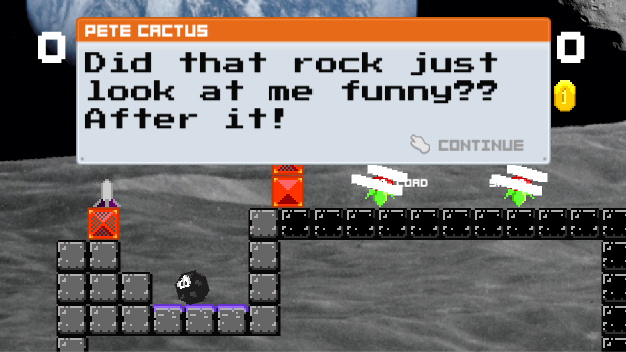 PETE CACTUS
0
0
Did that rock just
look at me funny??
After it!
CONTINUE